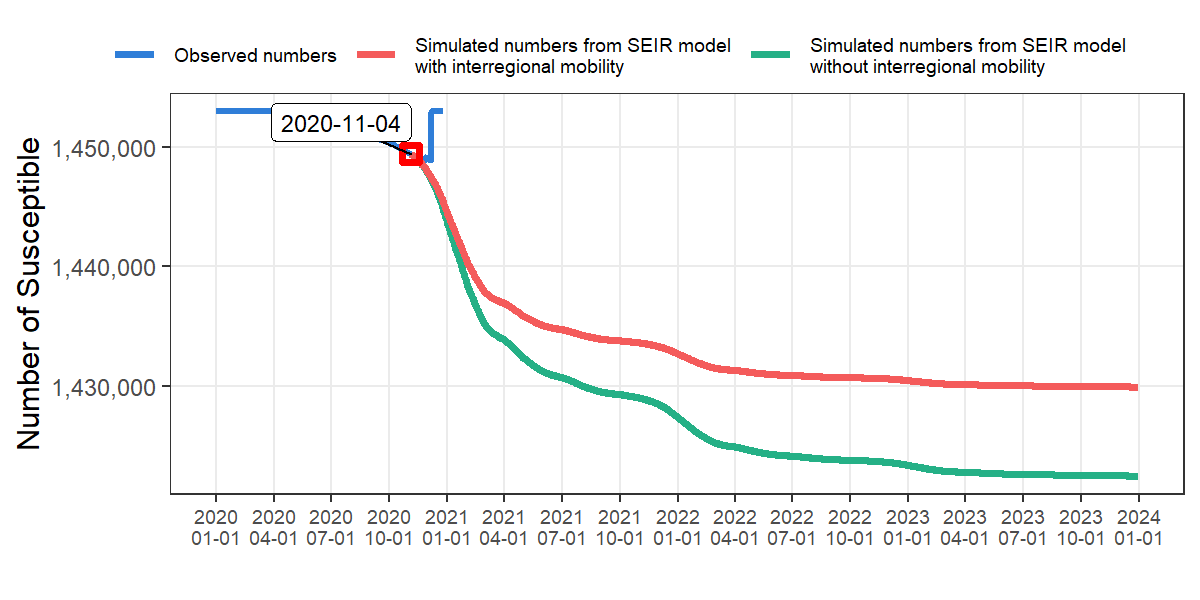 Observed numbers
Simulated numbers from SEIR model
with interregional mobility
Simulated numbers from SEIR model
without interregional mobility
Number of Susceptible
1,450,000
1,440,000
1,430,000
2020-11-04
2020 2020 2020 2020 2021 2021 2021 2021 2022 2022 2022 2022 2023 2023 2023 2023 2024
01-01 04-01 07-01 10-01 01-01 04-01 07-01 10-01 01-01 04-01 07-01 10-01 01-01 04-01 07-01 10-01 01-01